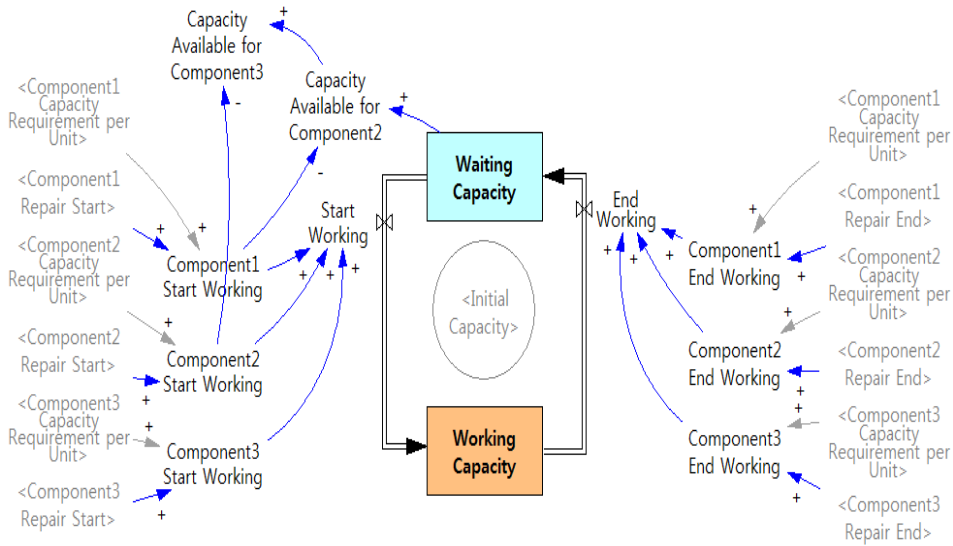 Capacity
Available for
Component3
+
-
Capacity
Available for
Component2
+
-
<Component1
Capacity
Requirement per
Unit>
<Component1
Repair Start>
+
+
Component1
Start Working
<Component2
Capacity
Requirement per
Unit>
+
<Component2
Repair Start>
+
Component2
Start Working
<Component3
Capacity
Requirement per
Unit>
+
<Component3
Repair Start>
+
Component3
Start Working
Start
Working
+
+
+
Waiting
Capacity
<Initial
Capacity>
Working
Capacity
End
Working
+
+
+
Component1
End Working
+
+
<Component1
Capacity
Requirement per
Unit>
<Component1
Repair End>
Component2
End Working
+
+
<Component2
Capacity
Requirement per
Unit>
<Component2
Repair End>
Component3
End Working
+
+
<Component3
Capacity
Requirement per
Unit>
<Component3
Repair End>